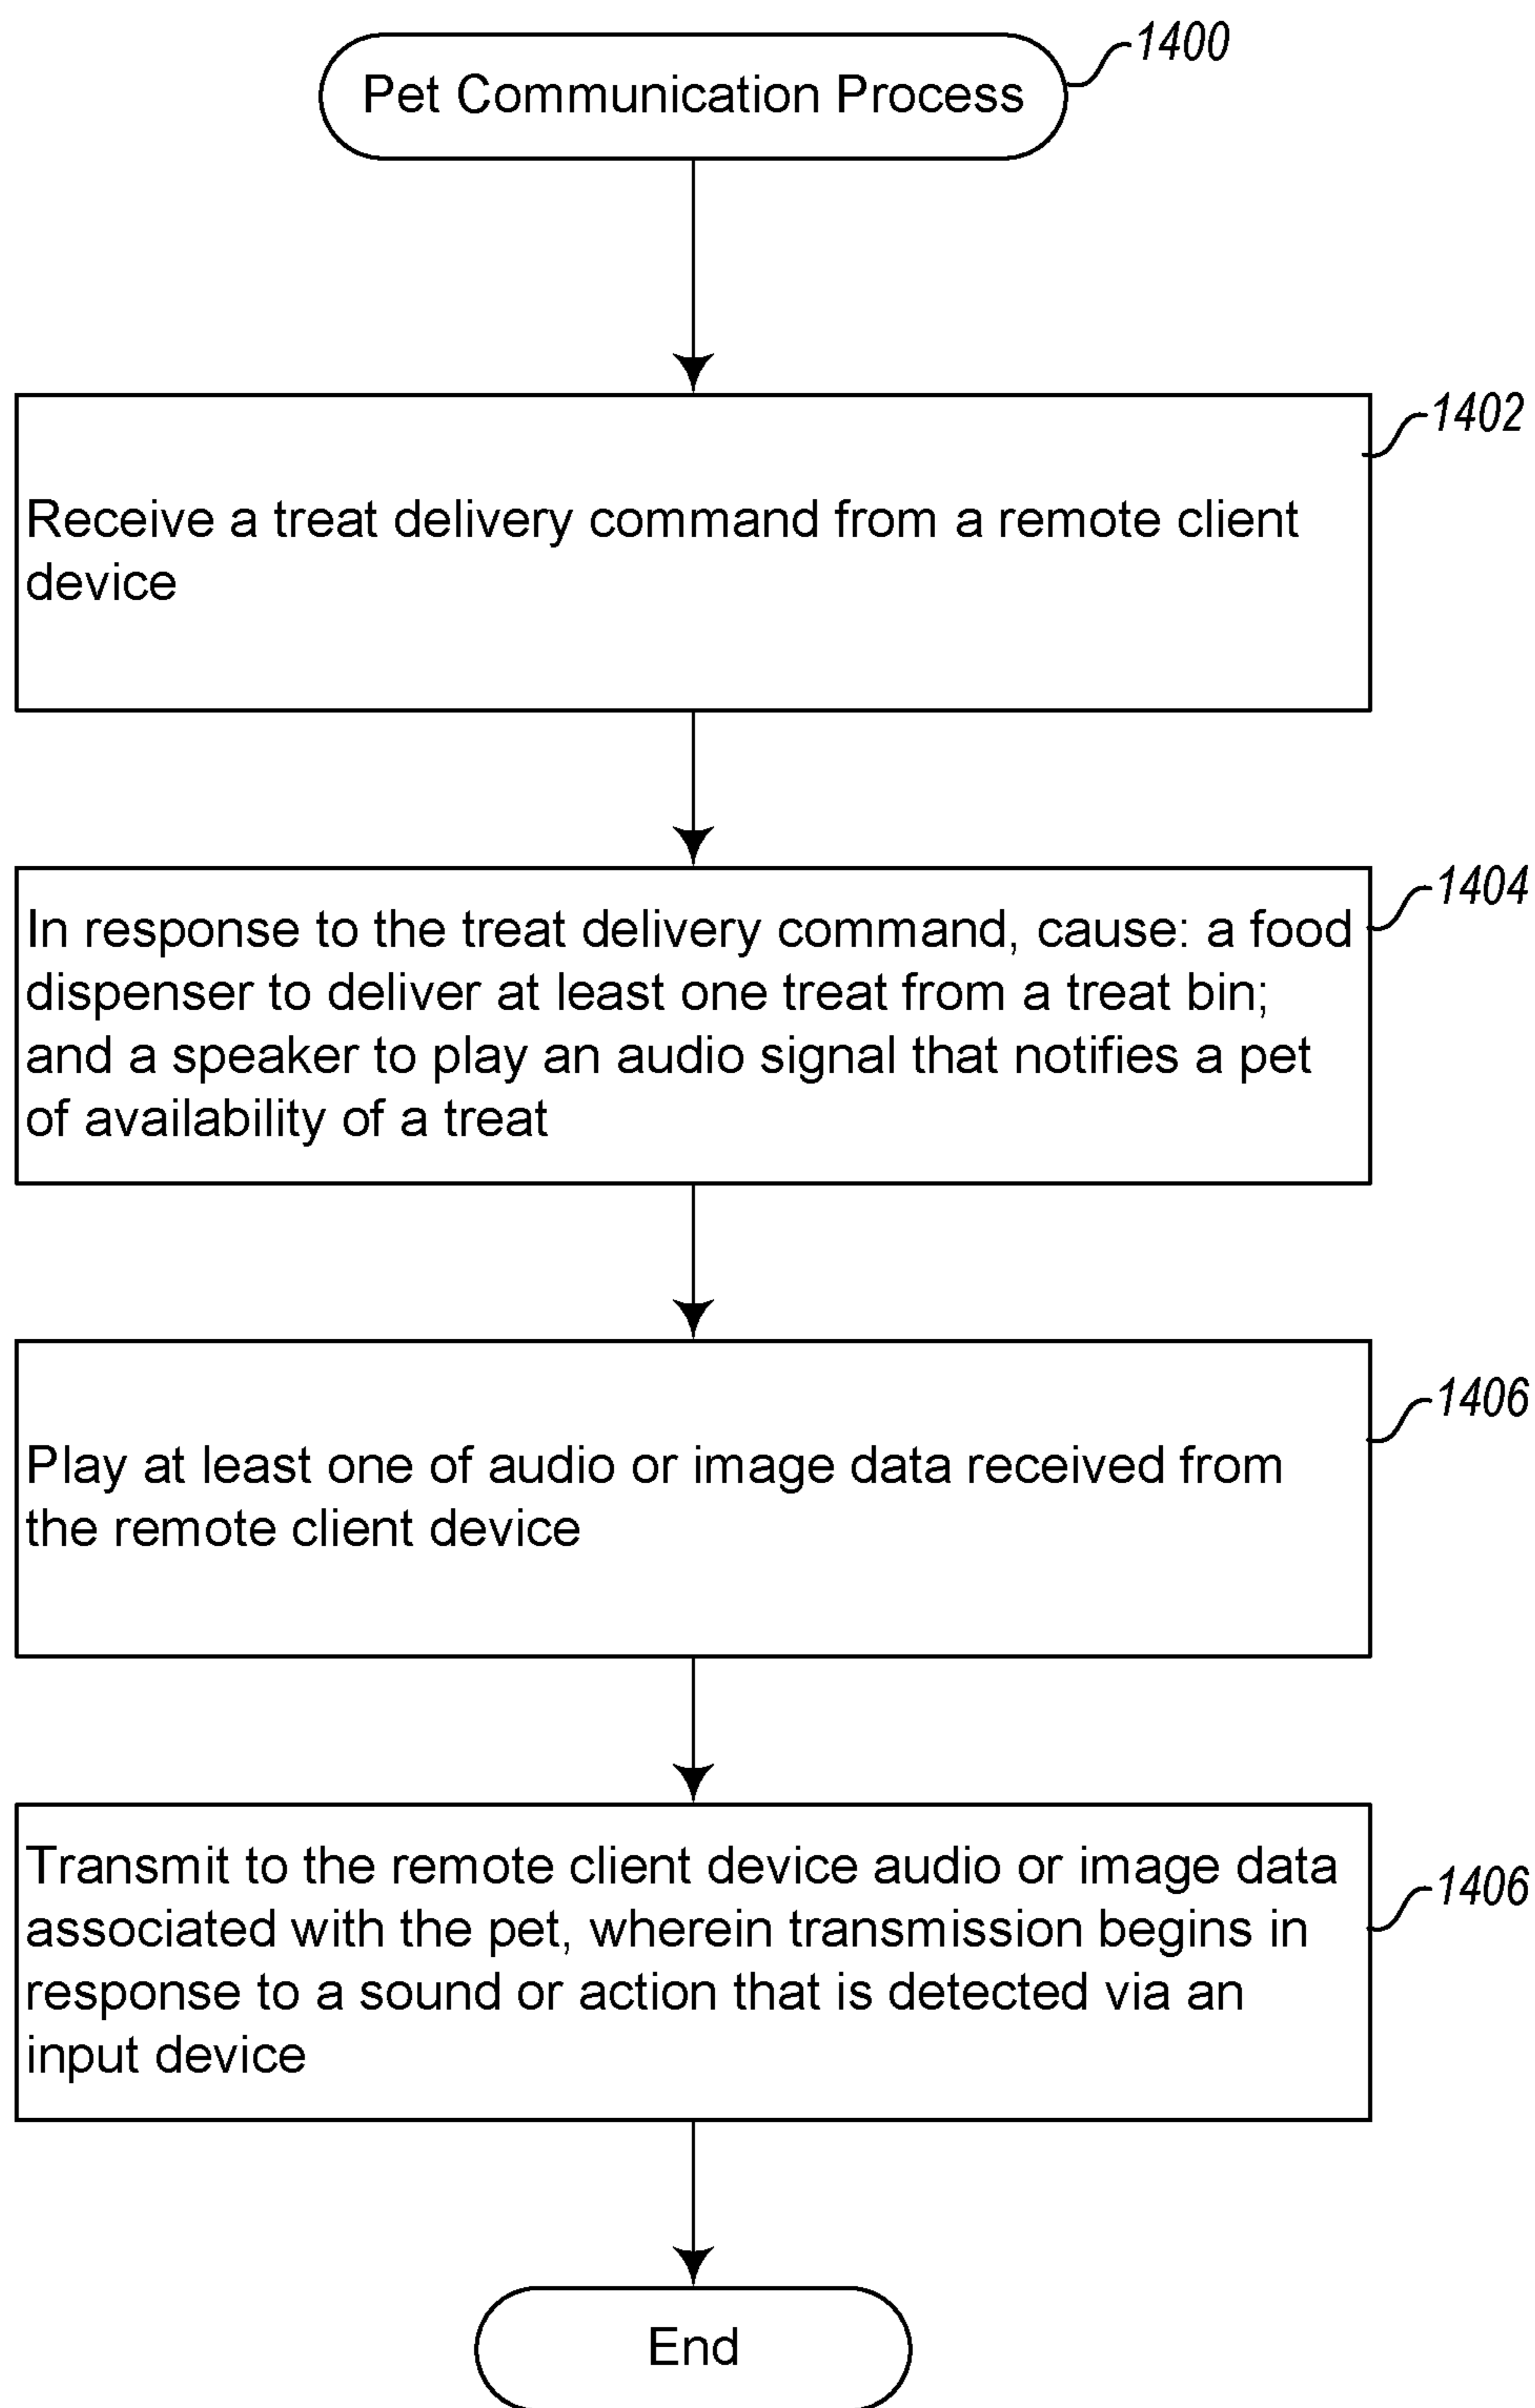 Pet Communication Process
1400
1402
Receive a treat delivery command from a remote client
device
1404
In response to the treat delivery command, cause: a food
dispenser to deliver at least one treat from a treat bin;
and a speaker to play an audio signal that notifies a pet
of availability of a treat
1406
Play at least one of audio or image data received from
the remote client device
1406
Transmit to the remote client device audio or image data
associated with the pet, wherein transmission begins in
response to a sound or action that is detected via an
input device
End